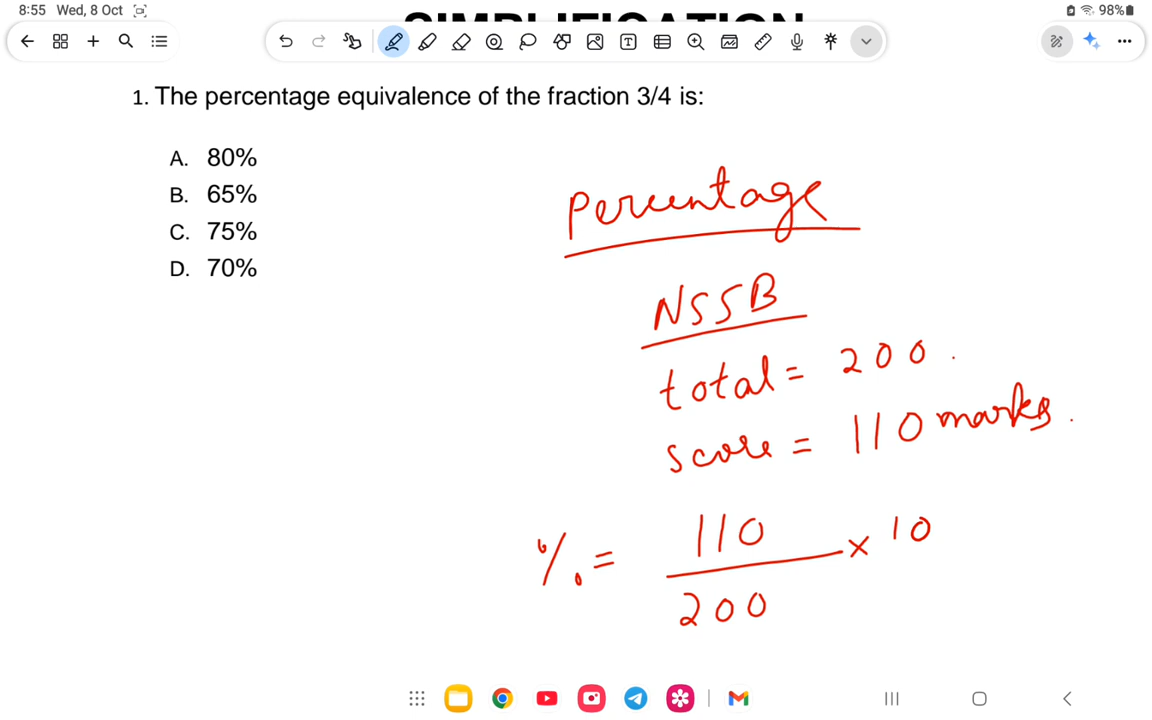 8:55 Wed, 8 Oct 98%
SIMPLIFICATION
1. The percentage equivalence of the fraction 3/4 is:
A. 80%
B. 65%
C. 75%
D. 70%
Percentage
NSSB
total = 200.
score = 110 marks.
% = 110 × 10
200